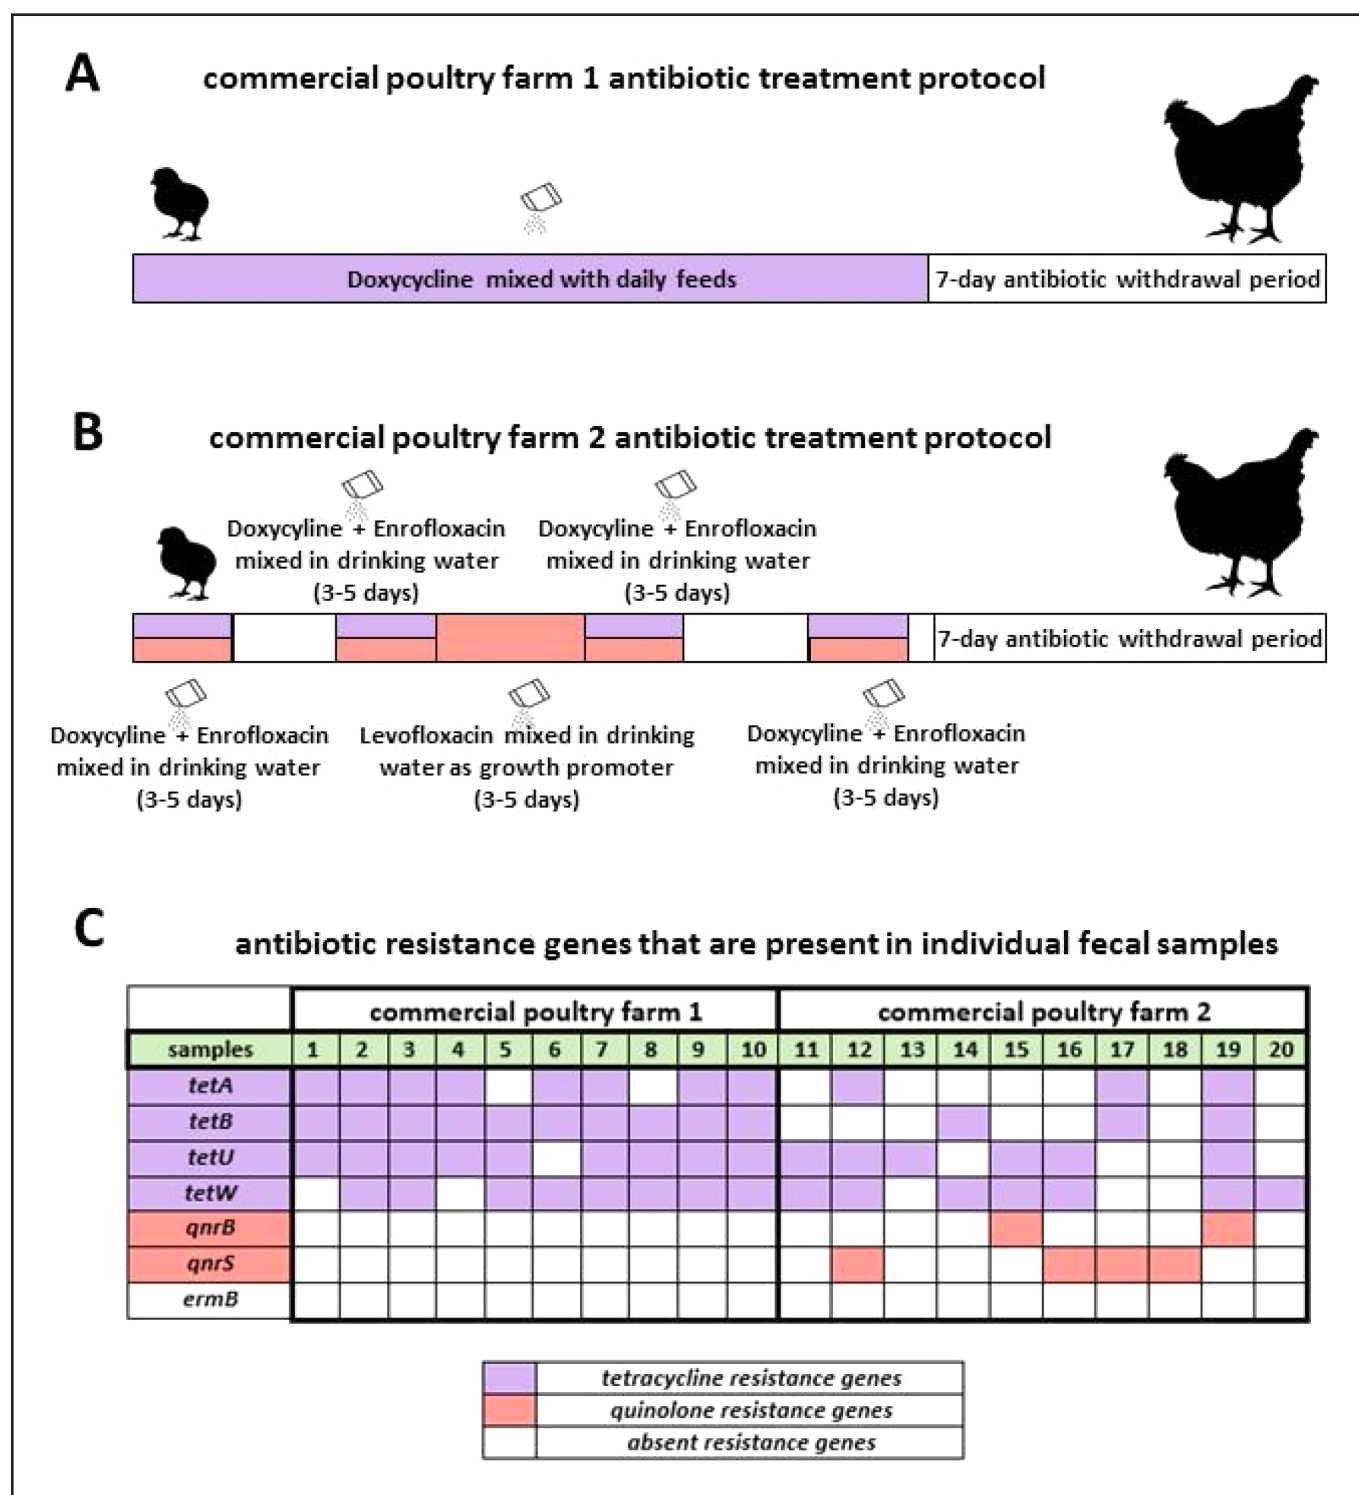 A
commercial poultry farm 1 antibiotic treatment protocol
Doxycycline mixed with daily feeds
7-day antibiotic withdrawal period
B
commercial poultry farm 2 antibiotic treatment protocol
Doxycyline + Enrofloxacin
mixed in drinking water
(3-5 days)
Doxycyline + Enrofloxacin
mixed in drinking water
(3-5 days)
7-day antibiotic withdrawal period
Doxycyline + Enrofloxacin
mixed in drinking water
(3-5 days)
Levofloxacin mixed in drinking
water as growth promoter
(3-5 days)
Doxycyline + Enrofloxacin
mixed in drinking water
(3-5 days)
C
antibiotic resistance genes that are present in individual fecal samples
commercial poultry farm 1 commercial poultry farm 2
samples 1 2 3 4 5 6 7 8 9 10 11 12 13 14 15 16 17 18 19 20
tetA
tetB
tetU
tetW
qnrB
qnrS
ermB
tetracycline resistance genes
quinolone resistance genes
absent resistance genes